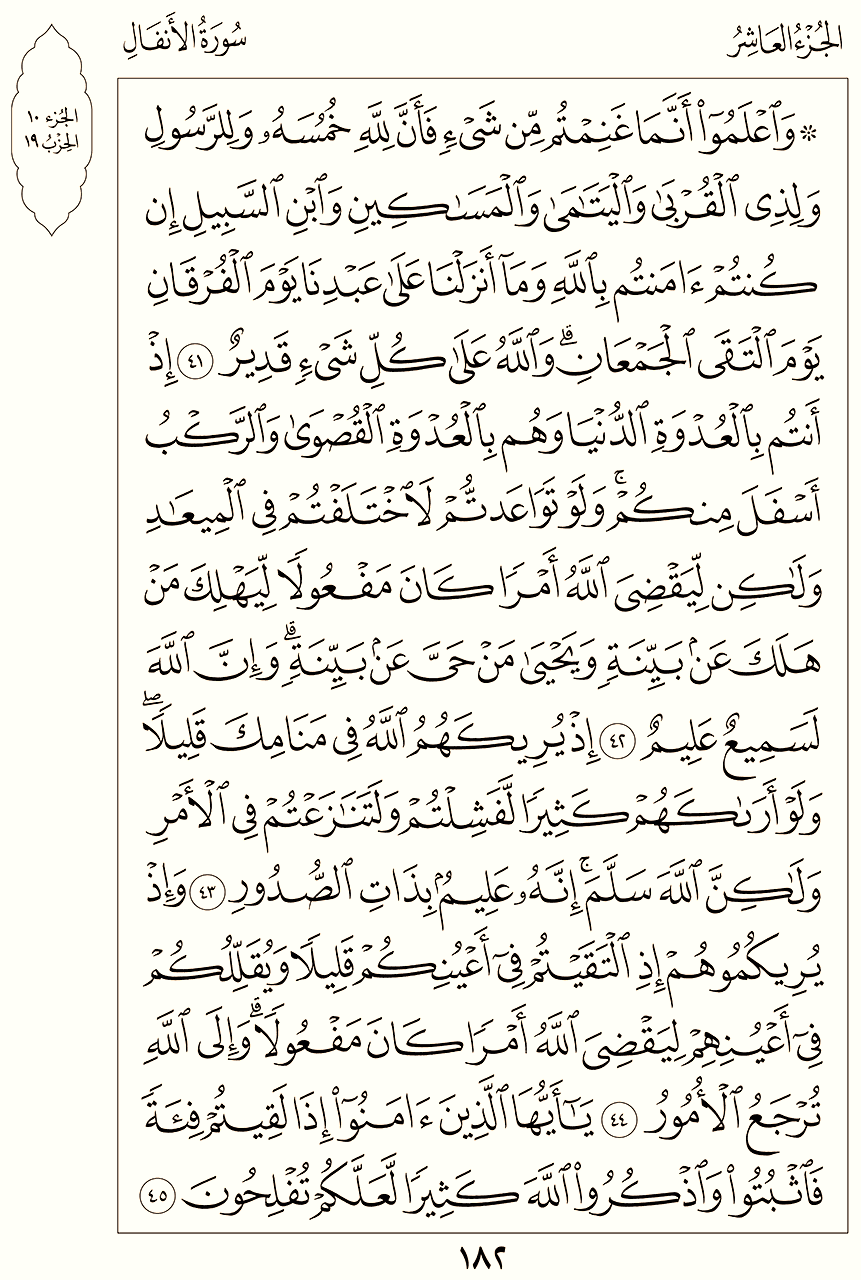 الجُزْءُ العَاشِرُ
سُورَةُ الأَنفَالِ
الجُزء ١٠
الحِزْبُ ١٩
۞ وَٱعْلَمُوٓا۟ أَنَّمَا غَنِمْتُم مِّن شَىْءٍ فَأَنَّ لِلَّهِ خُمُسَهُۥ وَلِلرَّسُولِ
وَلِذِى ٱلْقُرْبَىٰ وَٱلْيَتَـٰمَىٰ وَٱلْمَسَـٰكِينِ وَٱبْنِ ٱلسَّبِيلِ إِن
كُنتُمْ ءَامَنتُم بِٱللَّهِ وَمَآ أَنزَلْنَا عَلَىٰ عَبْدِنَا يَوْمَ ٱلْفُرْقَانِ
يَوْمَ ٱلْتَقَى ٱلْجَمْعَانِ ۗ وَٱللَّهُ عَلَىٰ كُلِّ شَىْءٍ قَدِيرٌ ٤١ إِذْ
أَنتُم بِٱلْعُدْوَةِ ٱلدُّنْيَا وَهُم بِٱلْعُدْوَةِ ٱلْقُصْوَىٰ وَٱلرَّكْبُ
أَسْفَلَ مِنكُمْ ۚ وَلَوْ تَوَاعَدتُّمْ لَٱخْتَلَفْتُمْ فِى ٱلْمِيعَـٰدِ
وَلَـٰكِن لِّيَقْضِىَ ٱللَّهُ أَمْرًا كَانَ مَفْعُولًا لِّيَهْلِكَ مَنْ
هَلَكَ عَنۢ بَيِّنَةٍ وَيَحْيَىٰ مَنْ حَىَّ عَنۢ بَيِّنَةٍ ۗ وَإِنَّ ٱللَّهَ
لَسَمِيعٌ عَلِيمٌ ٤٢ إِذْ يُرِيكَهُمُ ٱللَّهُ فِى مَنَامِكَ قَلِيلًا ۖ
وَلَوْ أَرَىٰكَهُمْ كَثِيرًا لَّفَشِلْتُمْ وَلَتَنَـٰزَعْتُمْ فِى ٱلْأَمْرِ
وَلَـٰكِنَّ ٱللَّهَ سَلَّمَ ۚ إِنَّهُۥ عَلِيمٌۢ بِذَاتِ ٱلصُّدُورِ ٤٣ وَإِذْ
يُرِيكُمُوهُمْ إِذِ ٱلْتَقَيْتُمْ فِىٓ أَعْيُنِكُمْ قَلِيلًا وَيُقَلِّلُكُمْ
فِىٓ أَعْيُنِهِمْ لِيَقْضِىَ ٱللَّهُ أَمْرًا كَانَ مَفْعُولًا ۗ وَإِلَى ٱللَّهِ
تُرْجَعُ ٱلْأُمُورُ ٤٤ يَـٰٓأَيُّهَا ٱلَّذِينَ ءَامَنُوٓا۟ إِذَا لَقِيتُمْ فِئَةً
فَٱثْبُتُوا۟ وَٱذْكُرُوا۟ ٱللَّهَ كَثِيرًا لَّعَلَّكُمْ تُفْلِحُونَ ٤٥
١٨٢